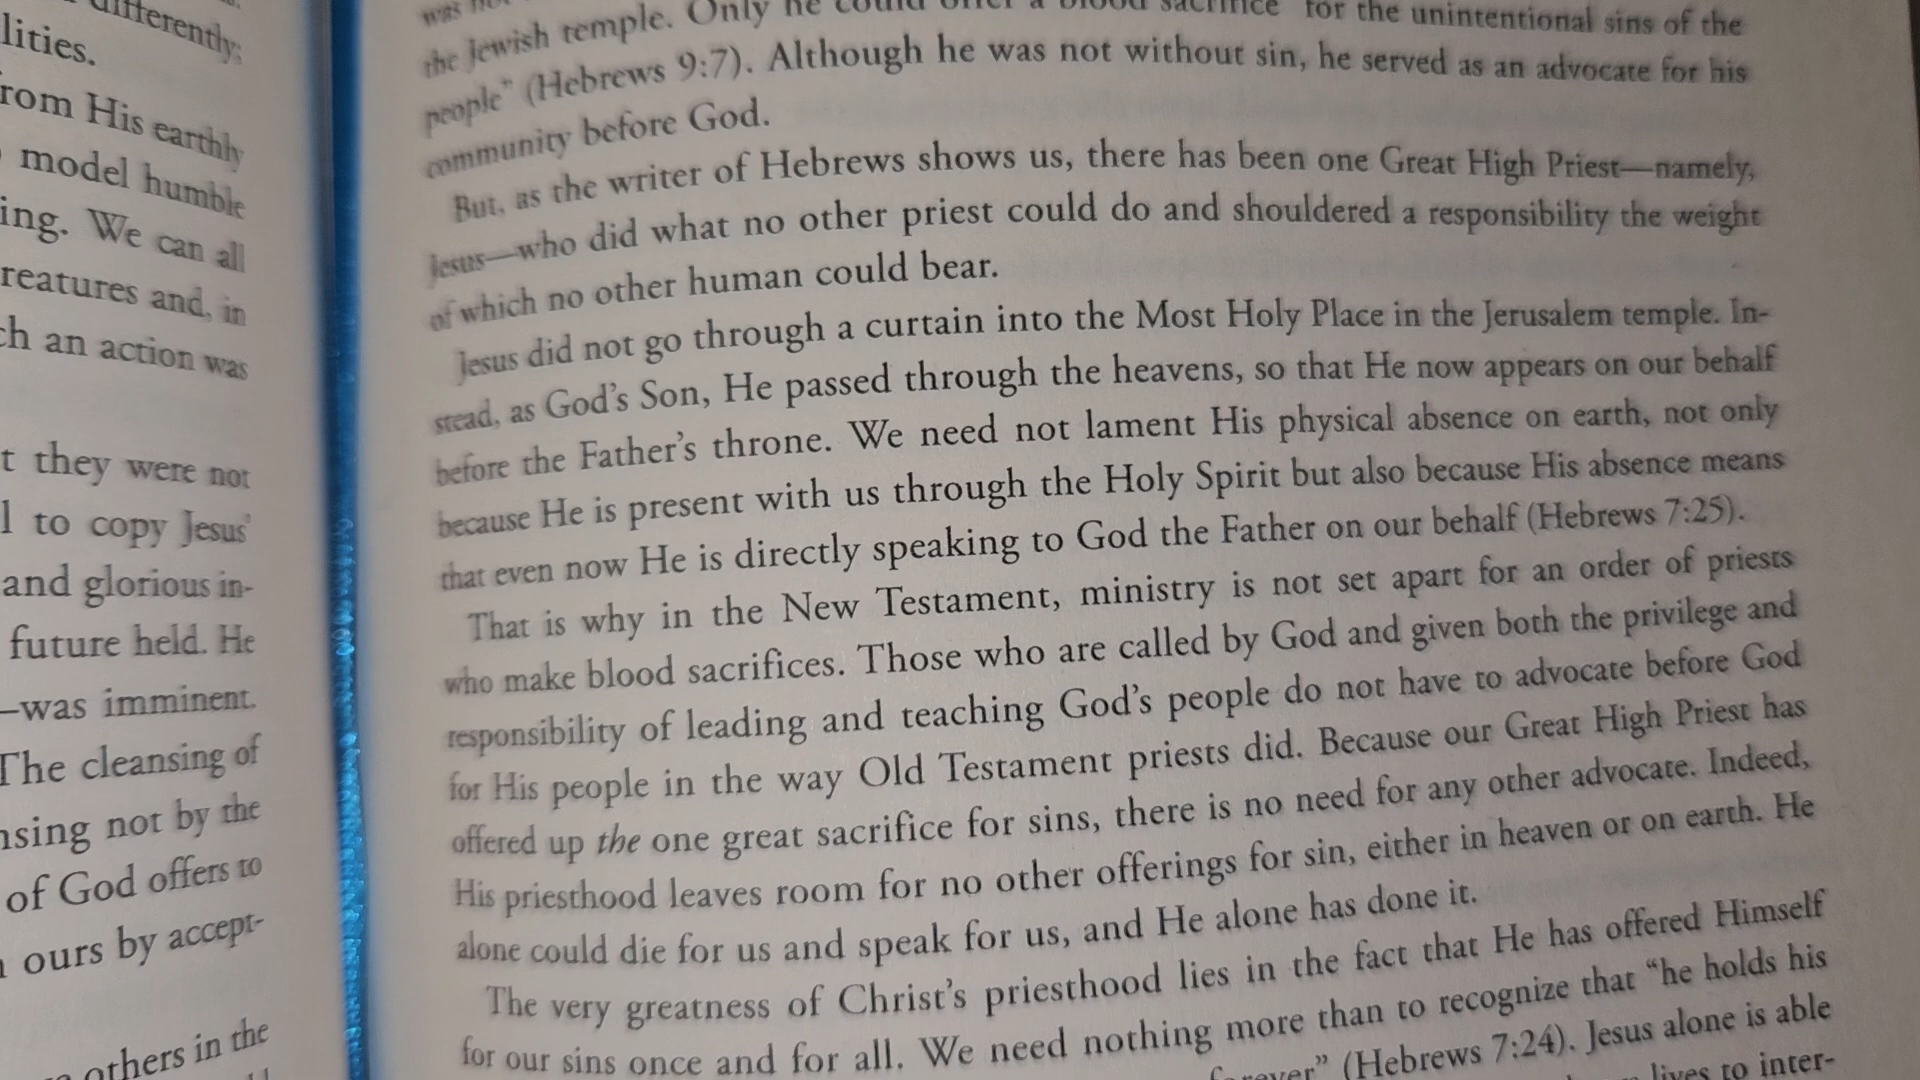 differently;
lities.
rom His earthly
model humble
ing. We can all
reatures and, in
ch an action was
t they were not
l to copy Jesus'
and glorious in-
future held. He
—was imminent.
The cleansing of
nsing not by the
of God offers to
ours by accept-
others in the
was
the Jewish temple. Only he could offer a blood sacrifice for the unintentional sins of the
people” (Hebrews 9:7). Although he was not without sin, he served as an advocate for his
community before God.
But, as the writer of Hebrews shows us, there has been one Great High Priest—namely,
Jesus—who did what no other priest could do and shouldered a responsibility the weight
of which no other human could bear.
Jesus did not go through a curtain into the Most Holy Place in the Jerusalem temple. In-
stead, as God’s Son, He passed through the heavens, so that He now appears on our behalf
before the Father’s throne. We need not lament His physical absence on earth, not only
because He is present with us through the Holy Spirit but also because His absence means
that even now He is directly speaking to God the Father on our behalf (Hebrews 7:25).
That is why in the New Testament, ministry is not set apart for an order of priests
who make blood sacrifices. Those who are called by God and given both the privilege and
responsibility of leading and teaching God’s people do not have to advocate before God
for His people in the way Old Testament priests did. Because our Great High Priest has
offered up the one great sacrifice for sins, there is no need for any other advocate. Indeed,
His priesthood leaves room for no other offerings for sin, either in heaven or on earth. He
alone could die for us and speak for us, and He alone has done it.
The very greatness of Christ’s priesthood lies in the fact that He has offered Himself
for our sins once and for all. We need nothing more than to recognize that “he holds his
forever” (Hebrews 7:24). Jesus alone is able
lives to inter-